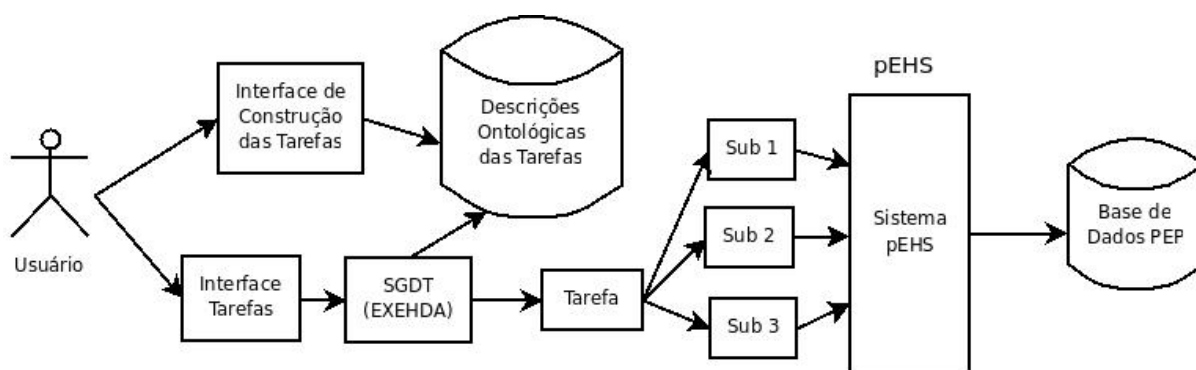 Usuário
Interface de
Construção
das Tarefas
Descrições
Ontológicas
das Tarefas
Interface
Tarefas
SGDT
(EXEHDA)
Tarefa
Sub 1
Sub 2
Sub 3
pEHS
Sistema
pEHS
Base de
Dados PEP